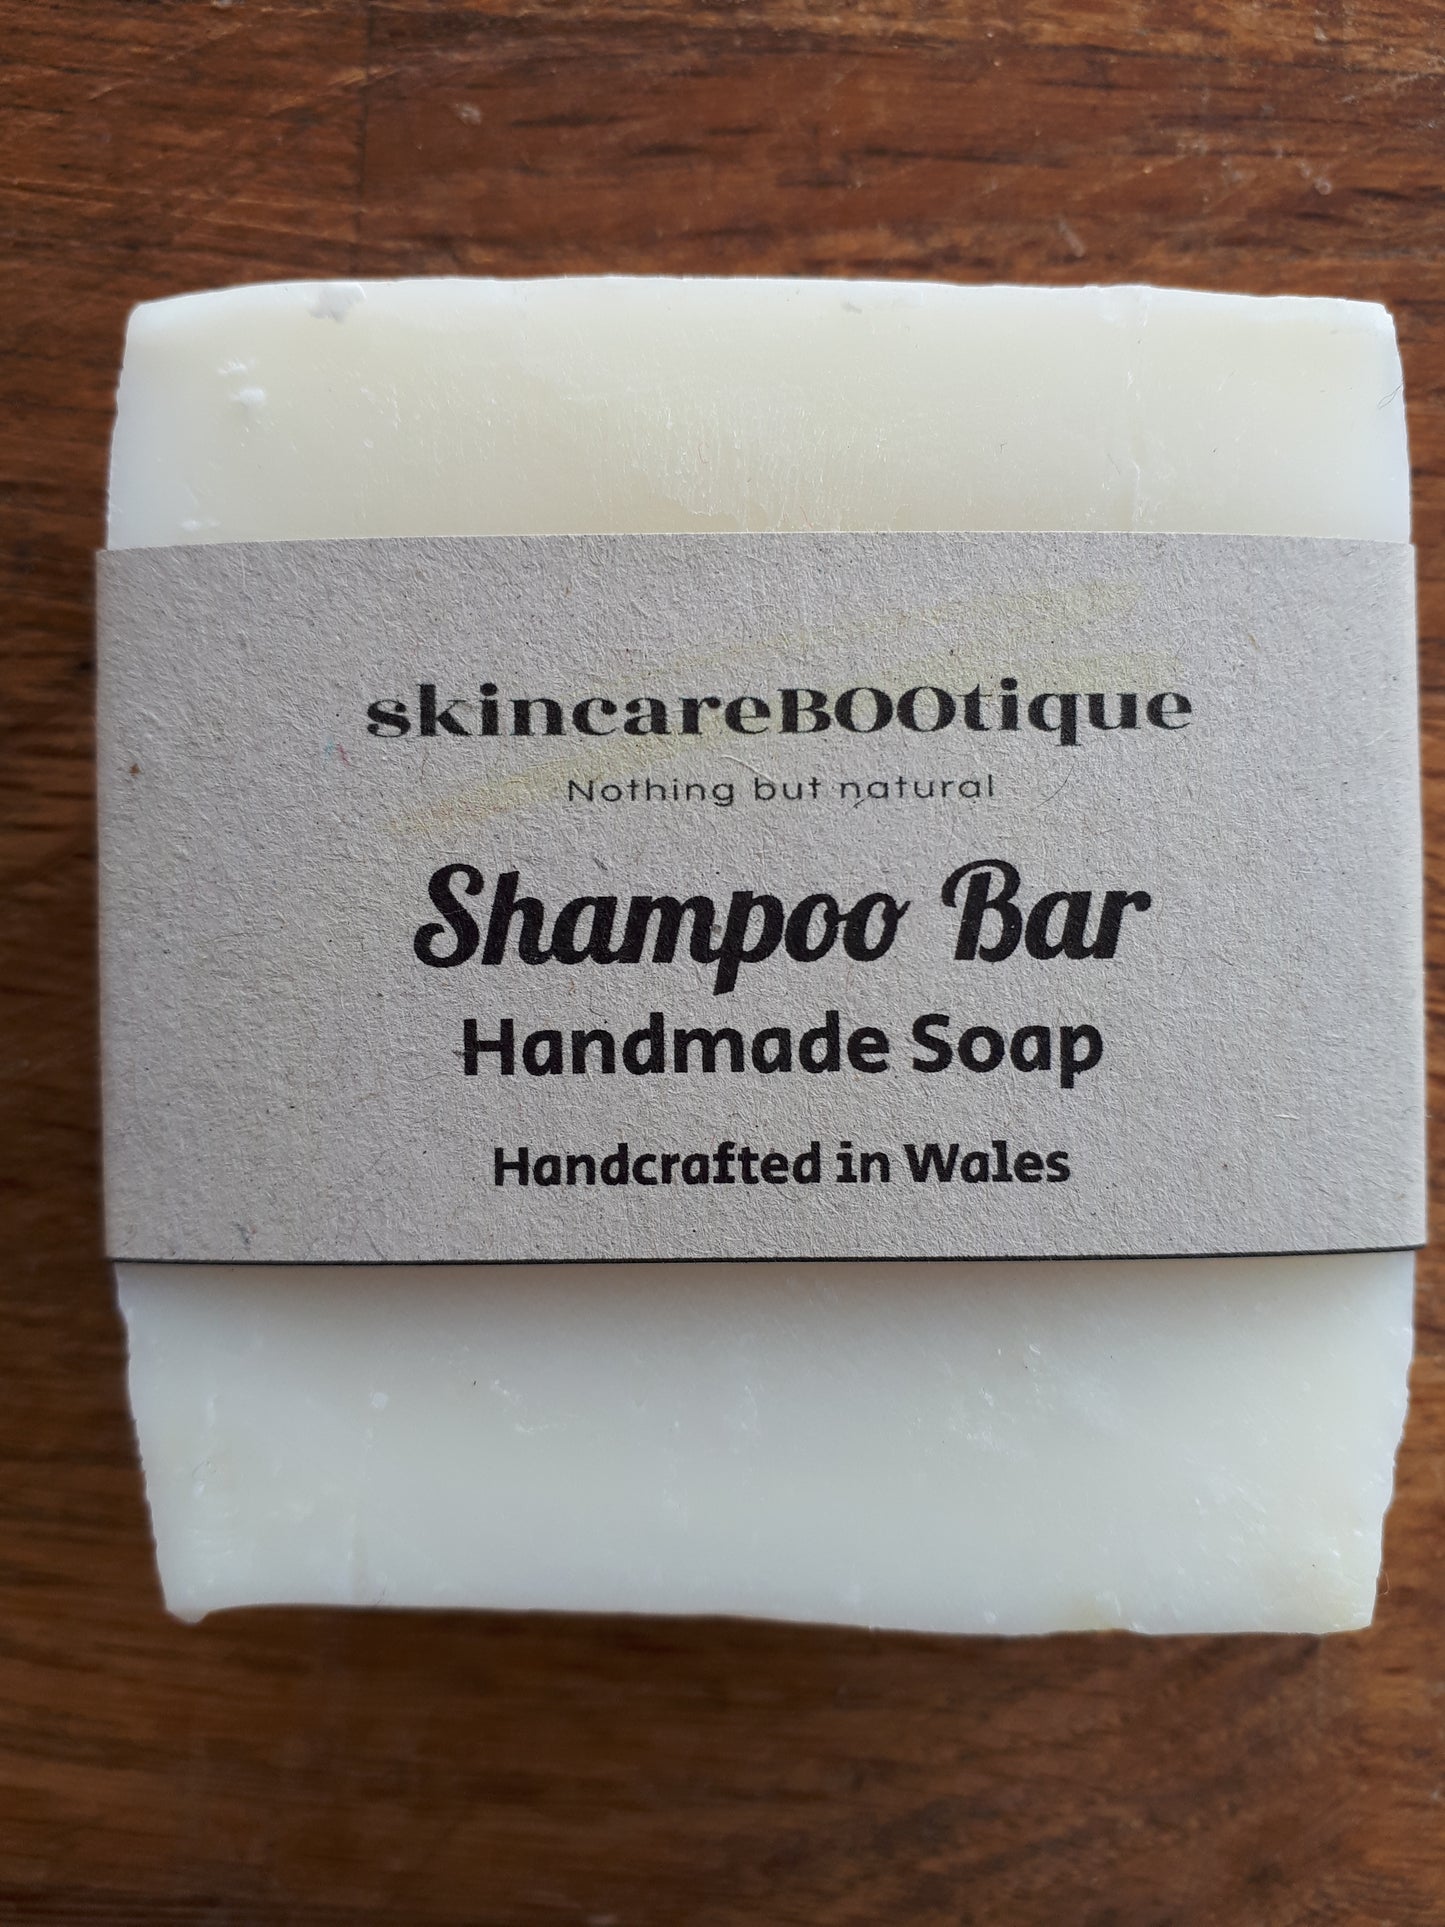 skincareBOOtique
Nothing but natural
Shampoo Bar
Handmade Soap
Handcrafted in Wales